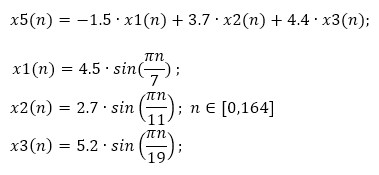 x5(n) = −1.5 · x1(n) + 3.7 · x2(n) + 4.4 · x3(n);
x1(n) = 4.5 · sin(πn/7) ;
x2(n) = 2.7 · sin (πn/11) ; n ∈ [0,164]
x3(n) = 5.2 · sin (πn/19) ;